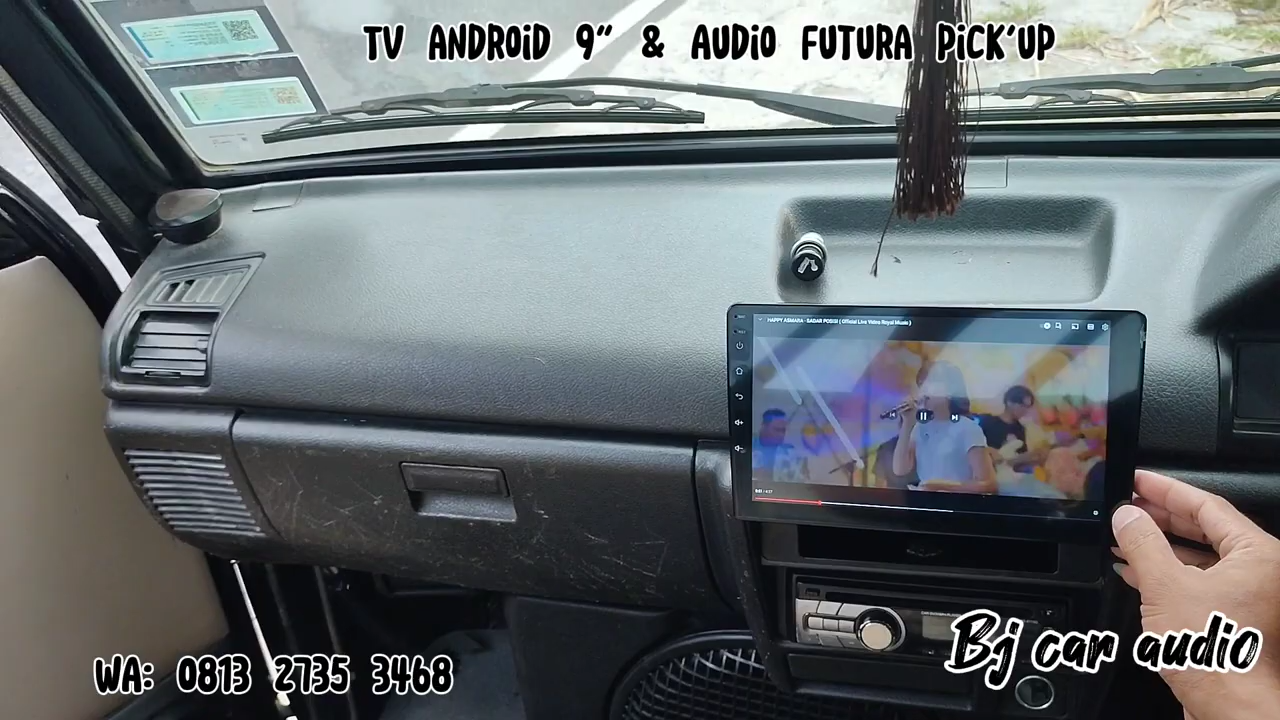 TV ANDROiD 9" & AUDiO FUTURA PiCK'UP
HAPPY ASMARA - SADAR POSISI ( Official Live Video Royal Music )
Bj car audio
WA: 0813 2735 3468